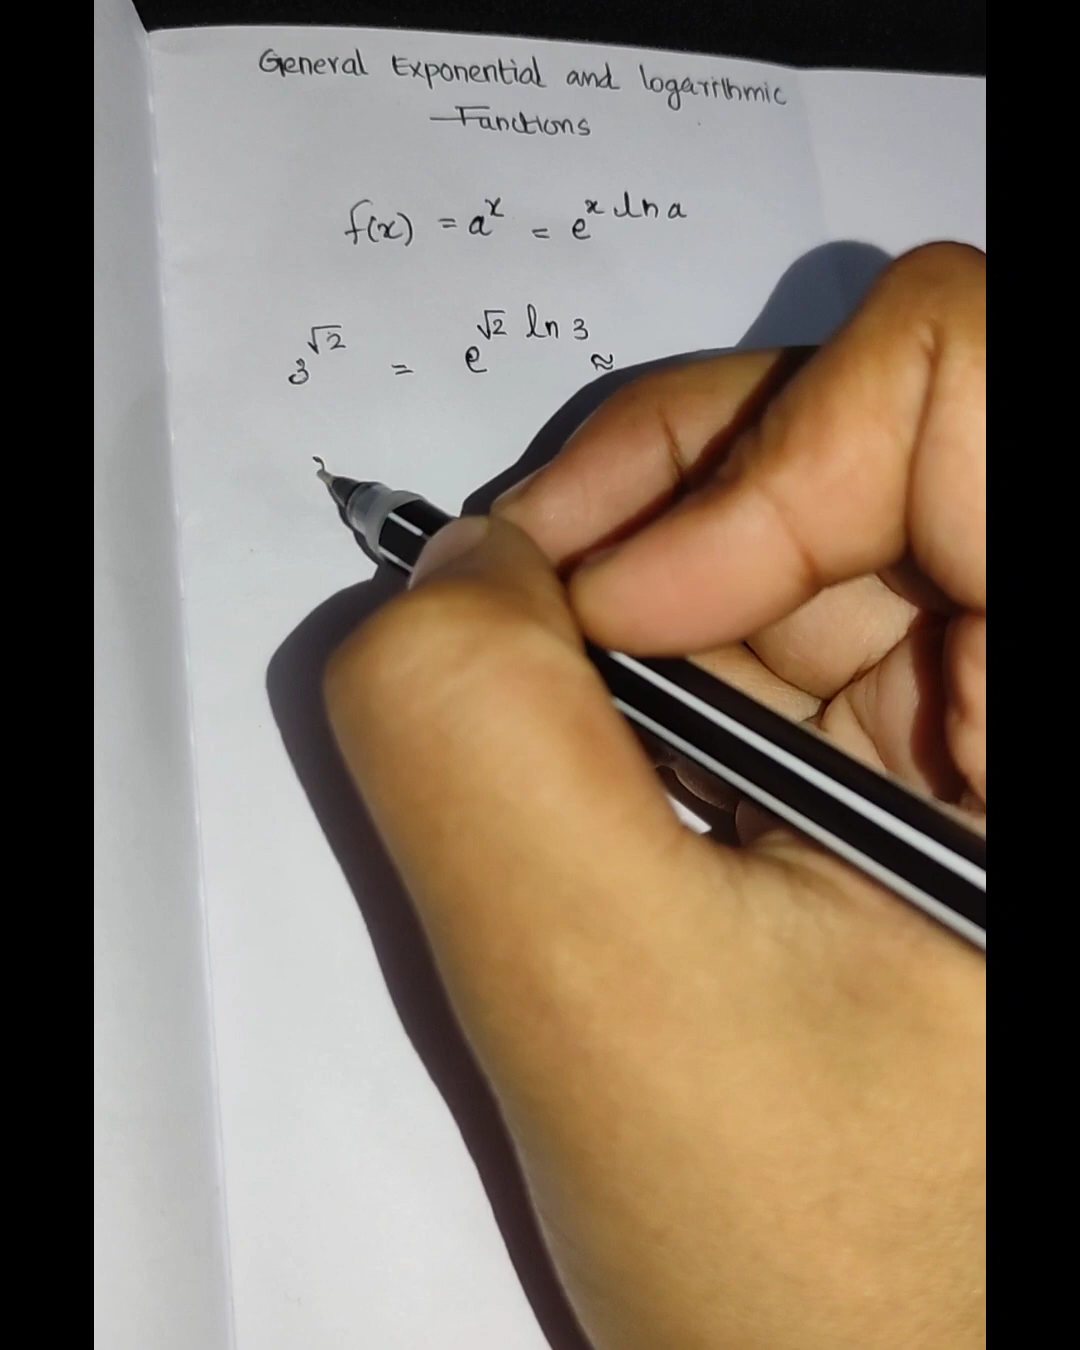 General Exponential and logarithmic
Functions
f(x) = a^x = e^{x ln a}
3^{√2} = e^{√2 ln 3} ≈